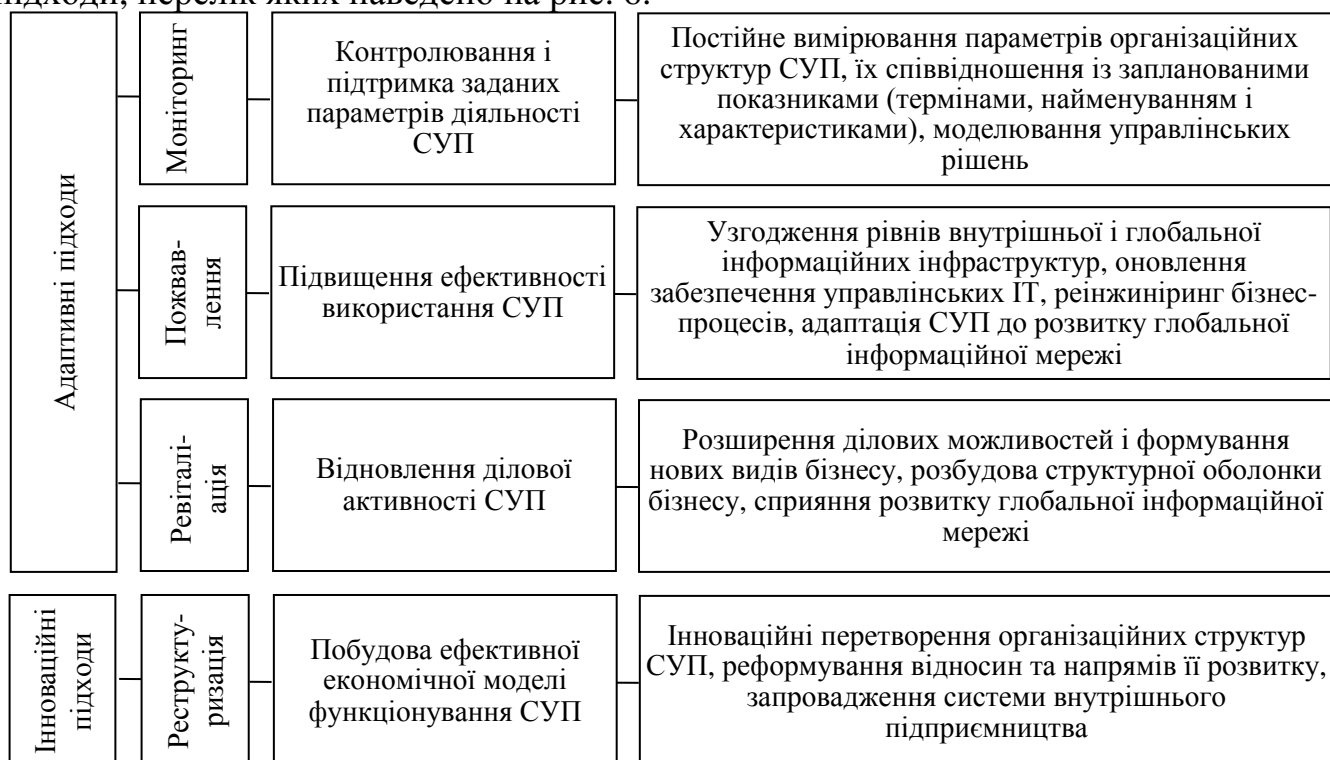 підходи, перелік яких наведено на рис. 6.
Адаптивні підходи
Моніторинг
Контролювання і
підтримка заданих
параметрів діяльності
СУП
Постійне вимірювання параметрів організаційних
структур СУП, їх співвідношення із запланованими
показниками (термінами, найменуванням і
характеристиками), моделювання управлінських
рішень
Пожвав-
лення
Підвищення ефективності
використання СУП
Узгодження рівнів внутрішньої і глобальної
інформаційних інфраструктур, оновлення
забезпечення управлінських ІТ, реінжиніринг бізнес-
процесів, адаптація СУП до розвитку глобальної
інформаційної мережі
Ревіталі-
ація
Відновлення ділової
активності СУП
Розширення ділових можливостей і формування
нових видів бізнесу, розбудова структурної оболонки
бізнесу, сприяння розвитку глобальної інформаційної
мережі
Інноваційні
підходи
Реструкту-
ризація
Побудова ефективної
економічної моделі
функціонування СУП
Інноваційні перетворення організаційних структур
СУП, реформування відносин та напрямів її розвитку,
запровадження системи внутрішнього
підприємництва